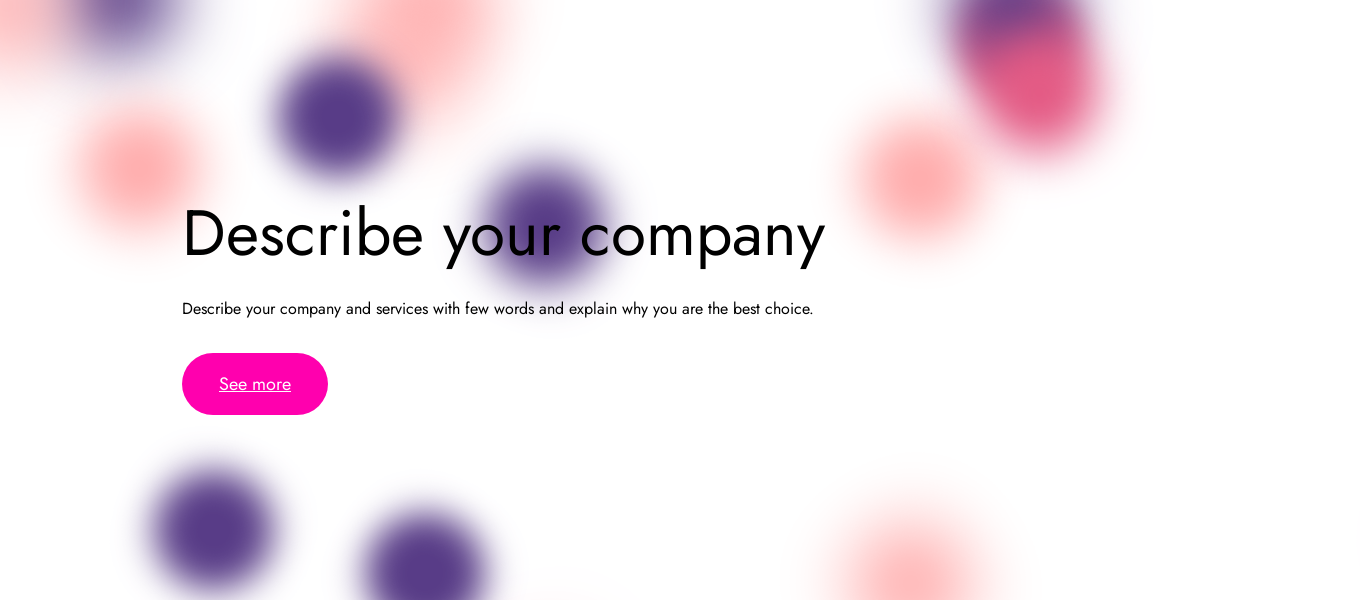 Describe your company
Describe your company and services with few words and explain why you are the best choice.
See more